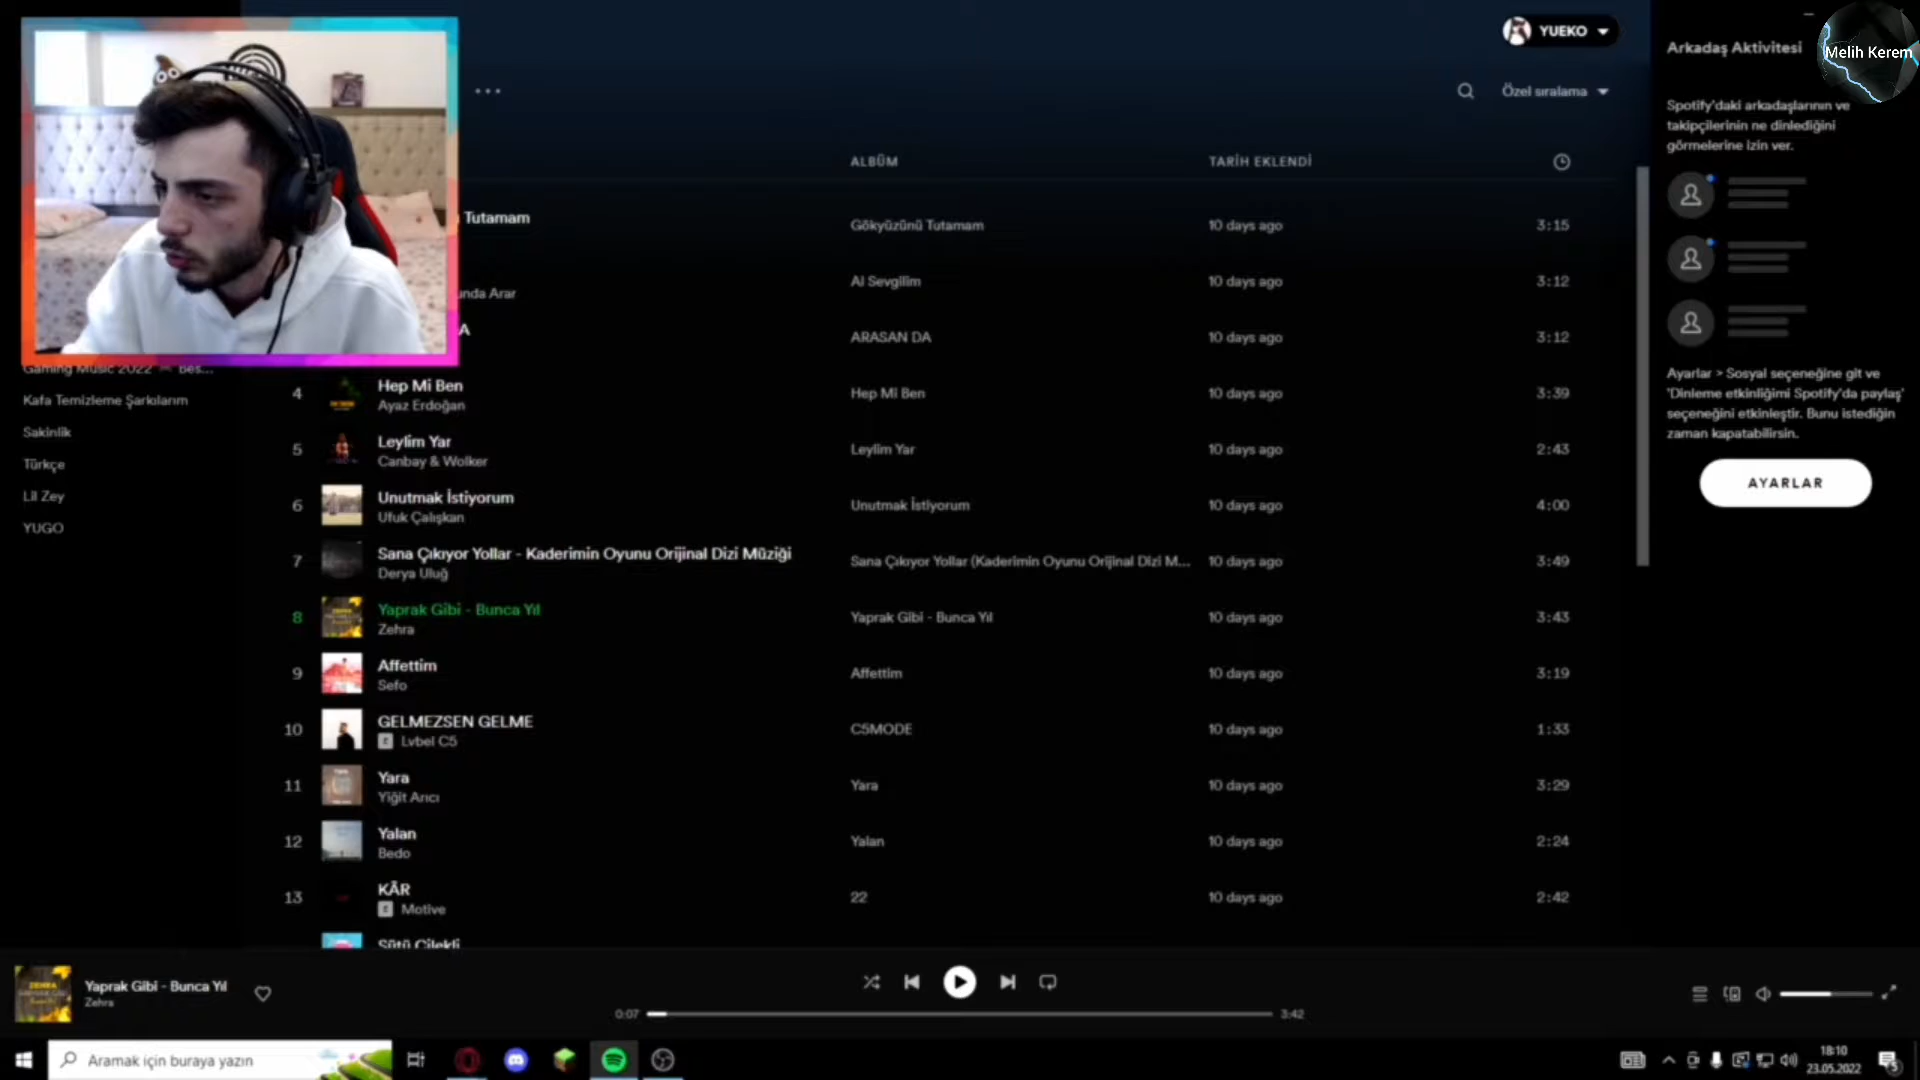 YUEKO
Arkadaş Aktivitesi
Melih Kerem
Özel sıralama
Spotify'daki arkadaşlarının ve
takipçilerinin ne dinlediğini
görmelerine izin ver.
ALBÜM
TARİH EKLENDİ
Tutamam
Gökyüzünü Tutamam
10 days ago
3:15
Al Sevgilim
10 days ago
3:12
unda Arar
A
ARASAN DA
10 days ago
3:12
Gaming Music 2022
Bes...
Kafa Temizleme Şarkılarım
Sakinlik
Türkçe
Lil Zey
YUGO
4
Hep Mi Ben
Ayaz Erdoğan
Hep Mi Ben
10 days ago
3:39
5
Leylim Yar
Canbay & Wolker
Leylim Yar
10 days ago
2:43
6
Unutmak İstiyorum
Ufuk Çalışkan
Unutmak İstiyorum
10 days ago
4:00
7
Sana Çıkıyor Yollar - Kaderimin Oyunu Orijinal Dizi Müziği
Derya Uluğ
Sana Çıkıyor Yollar (Kaderimin Oyunu Orijinal Dizi M...
10 days ago
3:49
8
Yaprak Gibi - Bunca Yıl
Zehra
Yaprak Gibi - Bunca Yıl
10 days ago
3:43
9
Affettim
Sefo
Affettim
10 days ago
3:19
10
GELMEZSEN GELME
E Lvbel C5
C5MODE
10 days ago
1:33
11
Yara
Yiğit Arıcı
Yara
10 days ago
3:29
12
Yalan
Bedo
Yalan
10 days ago
2:24
13
KÂR
E Motive
22
10 days ago
2:42
Sütü Çilekli
Ayarlar > Sosyal seçeneğine git ve
'Dinleme etkinliğimi Spotify'da paylaş'
seçeneğini etkinleştir. Bunu istediğin
zaman kapatabilirsin.
AYARLAR
Yaprak Gibi - Bunca Yıl
Zehra
0:07
3:42
Aramak için buraya yazın
18:10
23.05.2022
5